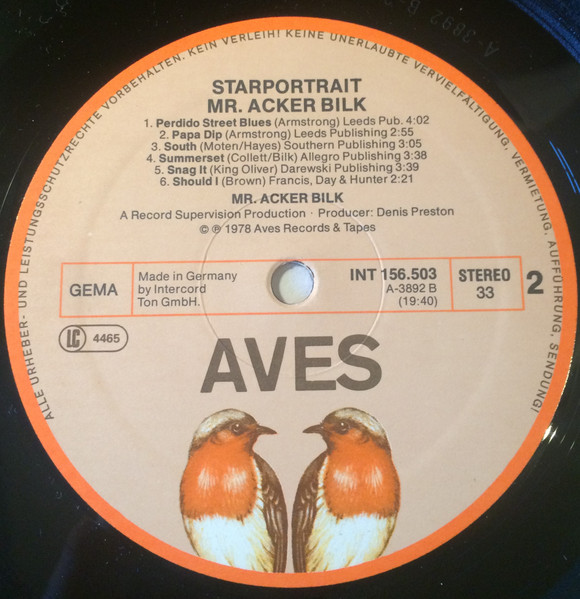 A-3892 B-
ALLE URHEBER- UND LEISTUNGSSCHUTZRECHTE VORBEHALTEN. KEIN VERLEIH! KEINE UNERLAUBTE VERVIELFÄLTIGUNG, VERMIETUNG, AUFFÜHRUNG, SENDUNG!
STARPORTRAIT
MR. ACKER BILK
1. Perdido Street Blues (Armstrong) Leeds Pub. 4:02
2. Papa Dip (Armstrong) Leeds Publishing 2:55
3. South (Moten/Hayes) Southern Publishing 3:05
4. Summerset (Collett/Bilk) Allegro Publishing 3:38
5. Snag It (King Oliver) Darewski Publishing 3:39
6. Should I (Brown) Francis, Day & Hunter 2:21
MR. ACKER BILK
A Record Supervision Production · Producer: Denis Preston
© ℗ 1978 Aves Records & Tapes
GEMA
Made in Germany
by Intercord
Ton GmbH.
INT 156.503
A-3892 B
(19:40)
STEREO
33
2
LC 4465
AVES